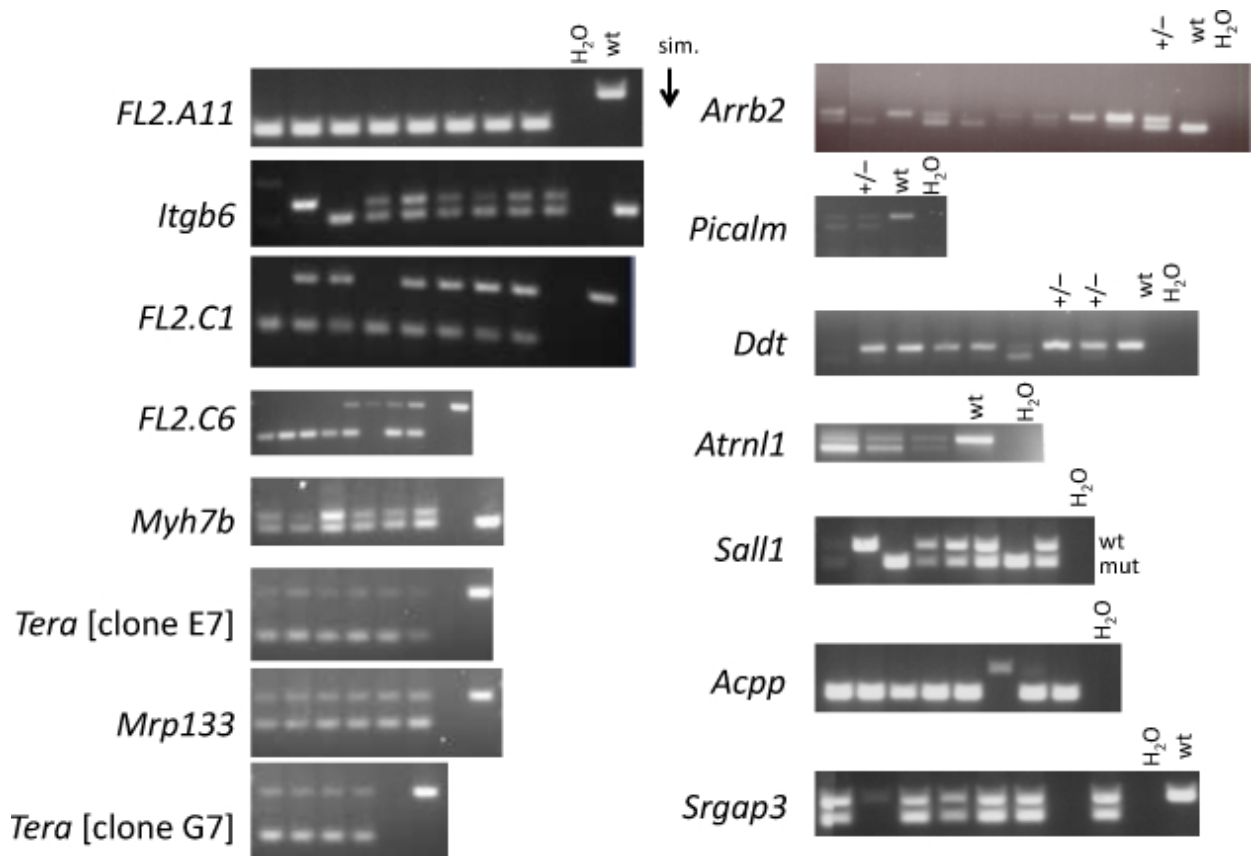 H₂O
wt
sim.
FL2.A11
Itgb6
FL2.C1
FL2.C6
Myh7b
Tera [clone E7]
Mrp133
Tera [clone G7]
+/–
wt
H₂O
Arrb2
+/–
wt
H₂O
Picalm
+/–
+/–
wt
H₂O
Ddt
wt
H₂O
Atrnl1
H₂O
Sall1
wt
mut
H₂O
Acpp
H₂O
wt
Srgap3